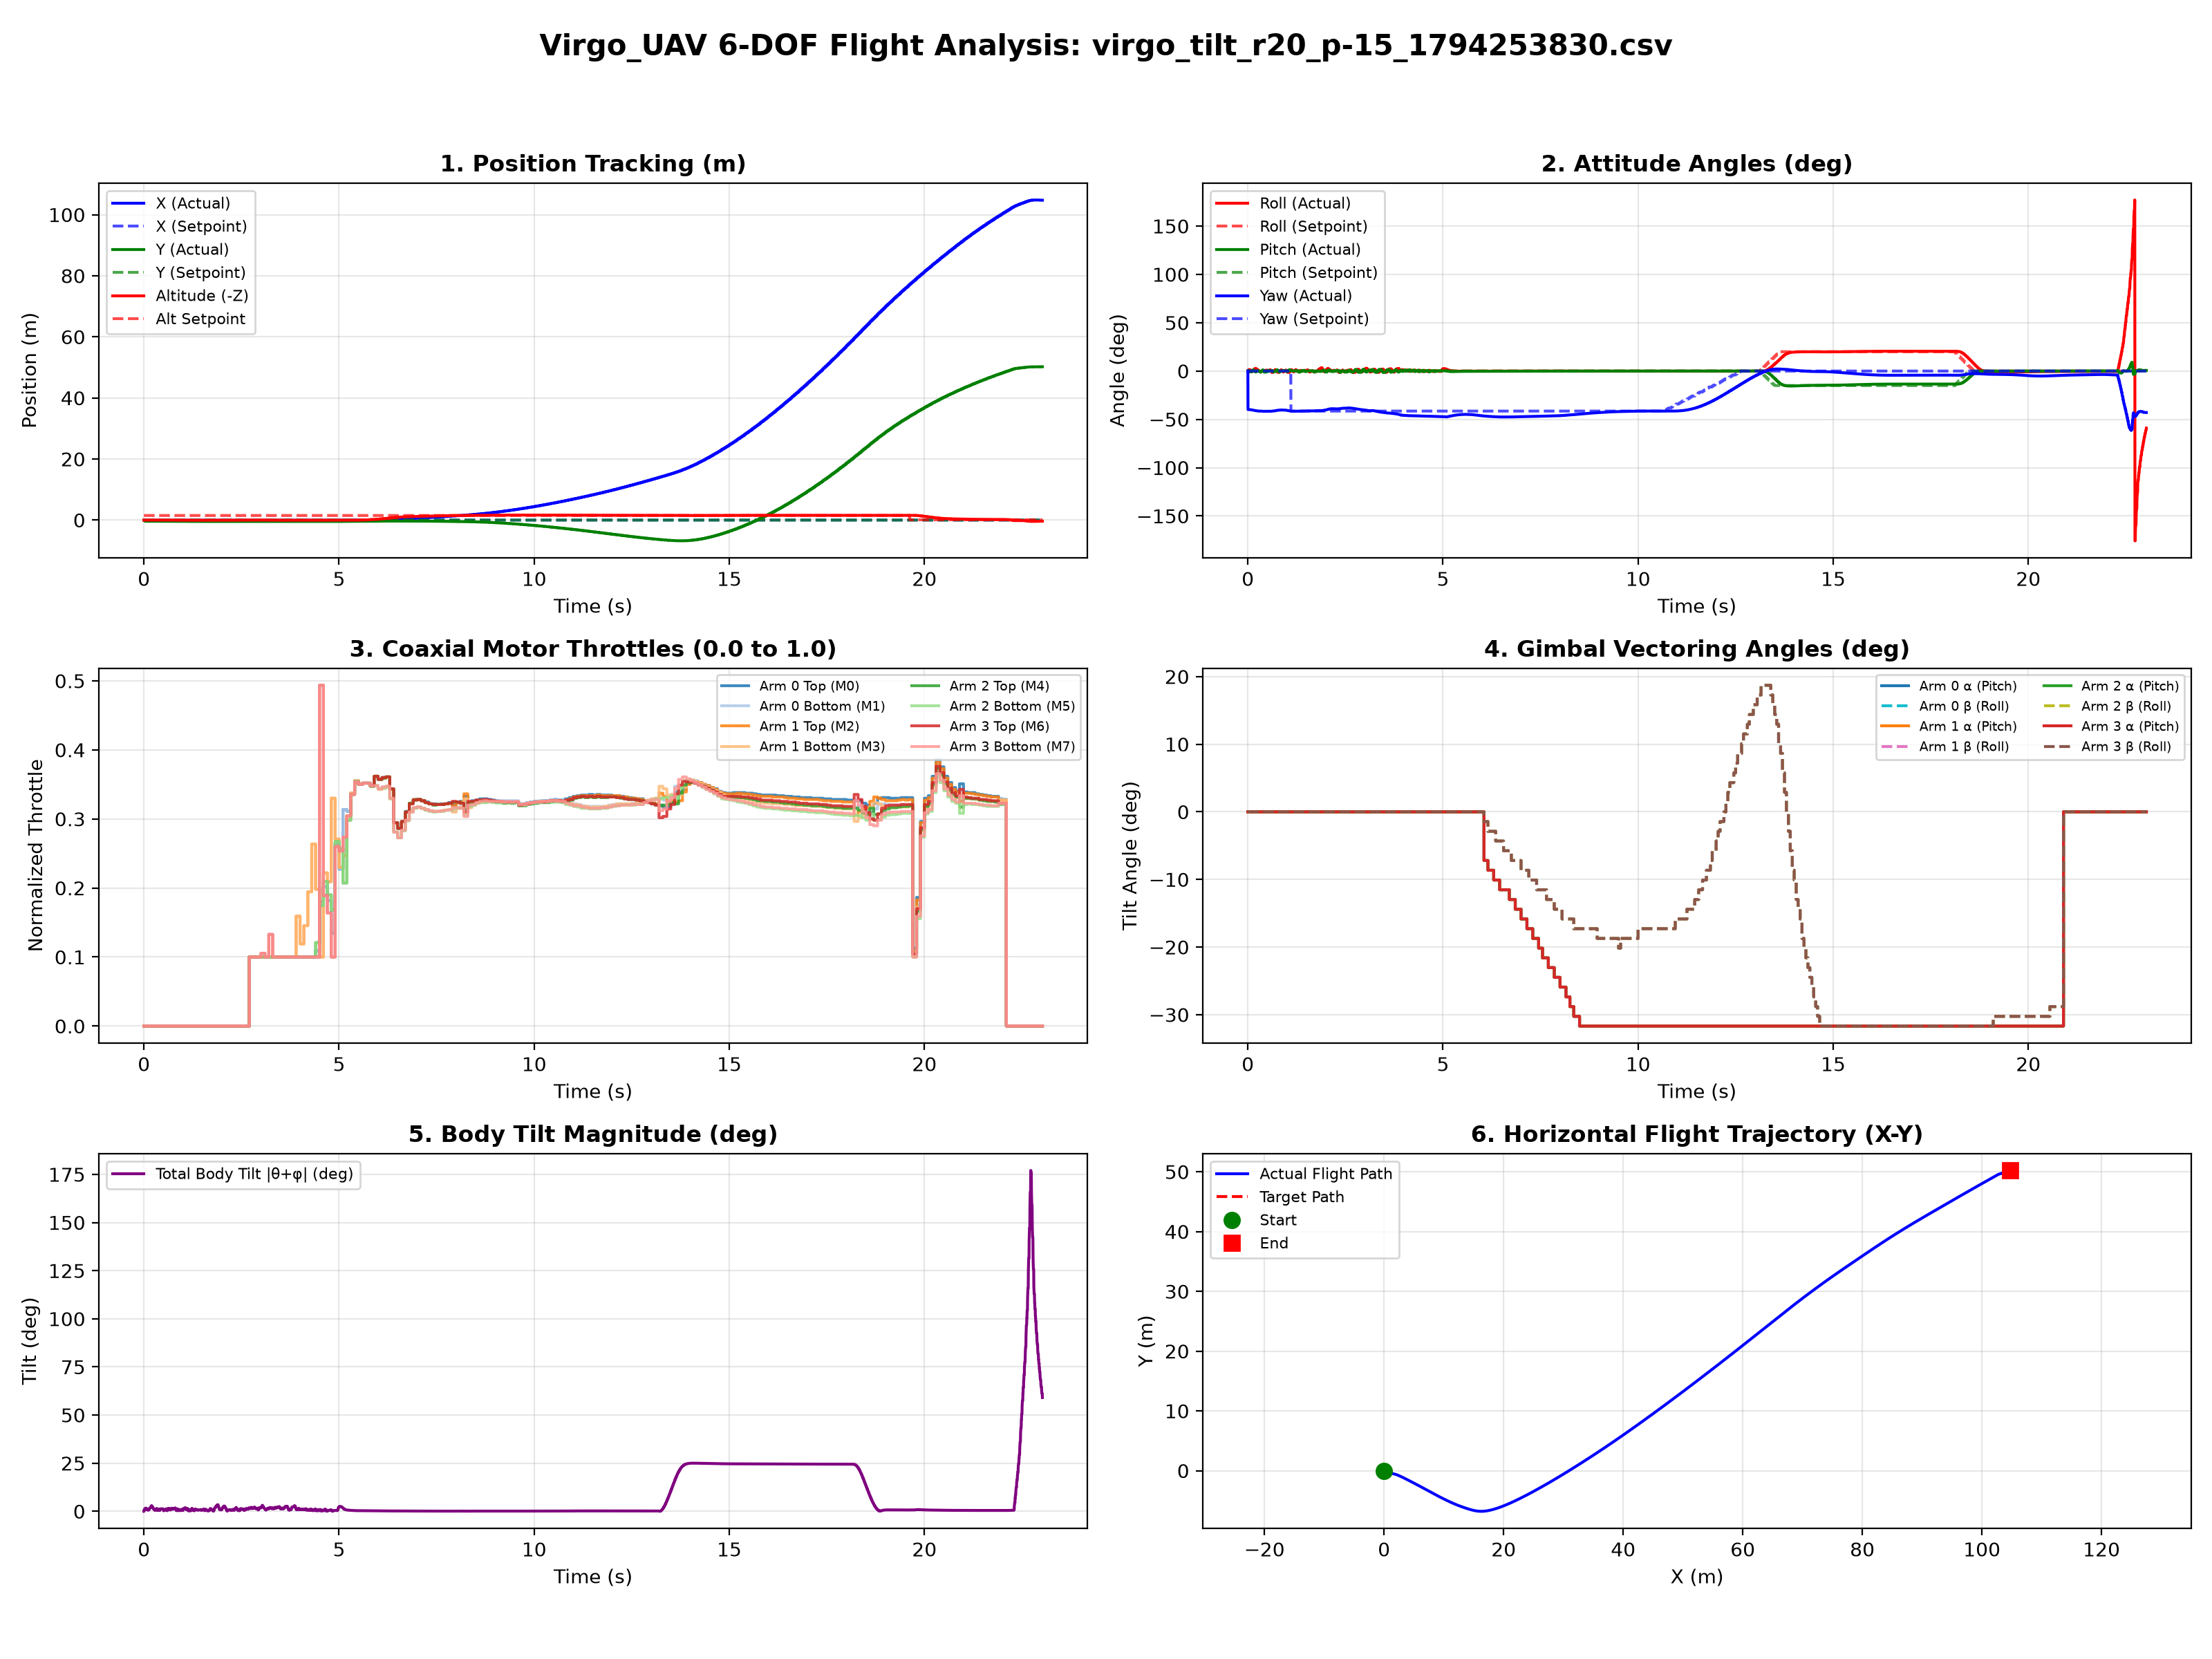 Virgo_UAV 6-DOF Flight Analysis: virgo_tilt_r20_p-15_1794253830.csv
1. Position Tracking (m)
X (Actual)
X (Setpoint)
Y (Actual)
Y (Setpoint)
Altitude (-Z)
Alt Setpoint
Position (m)
100
80
60
40
20
0
0 5 10 15 20
Time (s)
2. Attitude Angles (deg)
Roll (Actual)
Roll (Setpoint)
Pitch (Actual)
Pitch (Setpoint)
Yaw (Actual)
Yaw (Setpoint)
Angle (deg)
150
100
50
0
−50
−100
−150
0 5 10 15 20
Time (s)
3. Coaxial Motor Throttles (0.0 to 1.0)
Arm 0 Top (M0) Arm 2 Top (M4)
Arm 0 Bottom (M1) Arm 2 Bottom (M5)
Arm 1 Top (M2) Arm 3 Top (M6)
Arm 1 Bottom (M3) Arm 3 Bottom (M7)
Normalized Throttle
0.5
0.4
0.3
0.2
0.1
0.0
0 5 10 15 20
Time (s)
4. Gimbal Vectoring Angles (deg)
Arm 0 α (Pitch) Arm 2 α (Pitch)
Arm 0 β (Roll) Arm 2 β (Roll)
Arm 1 α (Pitch) Arm 3 α (Pitch)
Arm 1 β (Roll) Arm 3 β (Roll)
Tilt Angle (deg)
20
10
0
−10
−20
−30
0 5 10 15 20
Time (s)
5. Body Tilt Magnitude (deg)
Total Body Tilt |θ+φ| (deg)
Tilt (deg)
175
150
125
100
75
50
25
0
0 5 10 15 20
Time (s)
6. Horizontal Flight Trajectory (X-Y)
Actual Flight Path
Target Path
Start
End
Y (m)
50
40
30
20
10
0
−20 0 20 40 60 80 100 120
X (m)